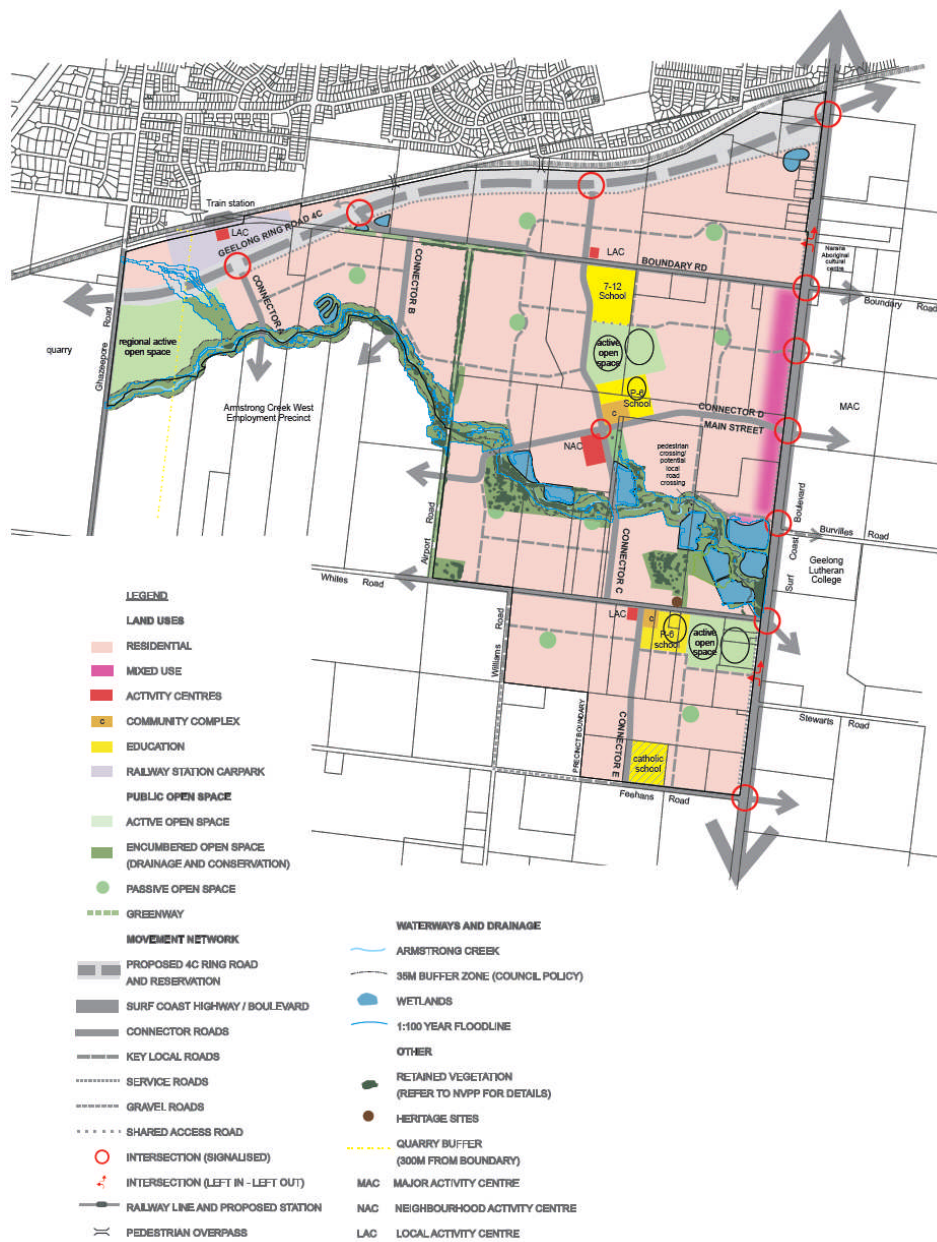 Train station
LAC
GEELONG RING ROAD 4C
CONNECTOR A
CONNECTOR B
LAC
BOUNDARY RD
Narana
Aboriginal
cultural
centre
Boundary Road
7-12
School
active
open
space
P-6
School
C
CONNECTOR D
MAIN STREET
MAC
NAC
quarry
Ghazeepore Road
regional active
open space
Armstrong Creek West
Employment Precinct
pedestrian
crossing/
potential
local
road
crossing
Surf Coast Boulevard
Burvilles Road
Geelong
Lutheran
College
Airport Road
CONNECTOR C
Whites Road
LAC
C
P-6
school
active
open
space
Williams Road
PRECINCT BOUNDARY
CONNECTOR E
Stewarts Road
catholic
school
Feehans Road
LEGEND
LAND USES
RESIDENTIAL
MIXED USE
ACTIVITY CENTRES
C COMMUNITY COMPLEX
EDUCATION
RAILWAY STATION CARPARK
PUBLIC OPEN SPACE
ACTIVE OPEN SPACE
ENCUMBERED OPEN SPACE
(DRAINAGE AND CONSERVATION)
PASSIVE OPEN SPACE
GREENWAY
MOVEMENT NETWORK
PROPOSED 4C RING ROAD
AND RESERVATION
SURF COAST HIGHWAY / BOULEVARD
CONNECTOR ROADS
KEY LOCAL ROADS
SERVICE ROADS
GRAVEL ROADS
SHARED ACCESS ROAD
INTERSECTION (SIGNALISED)
INTERSECTION (LEFT IN - LEFT OUT)
RAILWAY LINE AND PROPOSED STATION
PEDESTRIAN OVERPASS
WATERWAYS AND DRAINAGE
ARMSTRONG CREEK
35M BUFFER ZONE (COUNCIL POLICY)
WETLANDS
1:100 YEAR FLOODLINE
OTHER
RETAINED VEGETATION
(REFER TO NVPP FOR DETAILS)
HERITAGE SITES
QUARRY BUFFER
(300M FROM BOUNDARY)
MAC MAJOR ACTIVITY CENTRE
NAC NEIGHBOURHOOD ACTIVITY CENTRE
LAC LOCAL ACTIVITY CENTRE